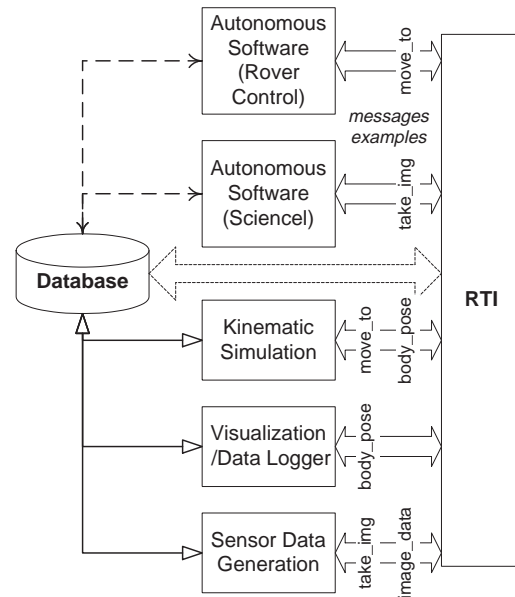 Autonomous
Software
(Rover
Control)
move_to
messages
examples
Autonomous
Software
(Sciencel)
take_img
Database
RTI
Kinematic
Simulation
move_to
body_pose
Visualization
/Data Logger
body_pose
Sensor Data
Generation
take_img
image_data